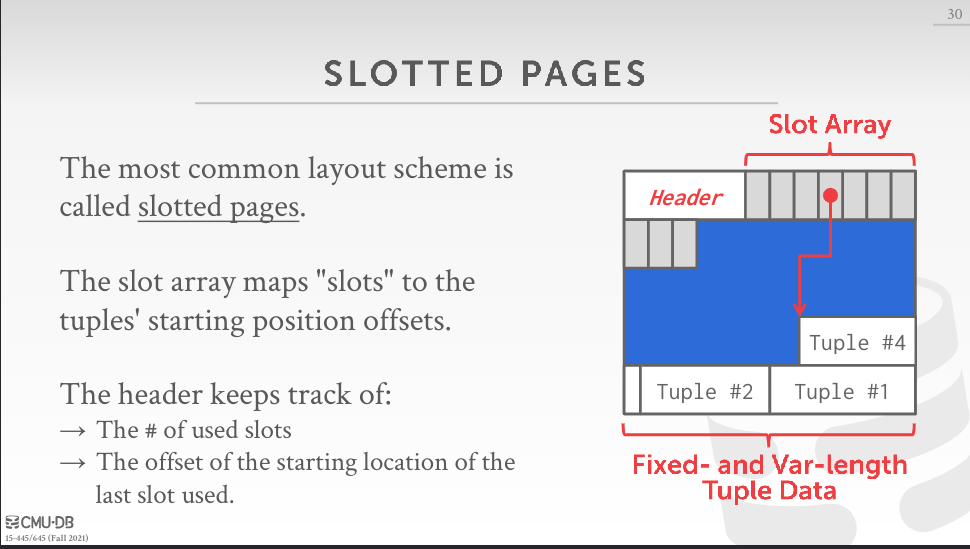 30
SLOTTED PAGES
The most common layout scheme is
called slotted pages.
The slot array maps "slots" to the
tuples' starting position offsets.
The header keeps track of:
→ The # of used slots
→ The offset of the starting location of the
last slot used.
Slot Array
Header
Tuple #4
Tuple #2
Tuple #1
Fixed- and Var-length
Tuple Data
CMU·DB
15-445/645 (Fall 2021)